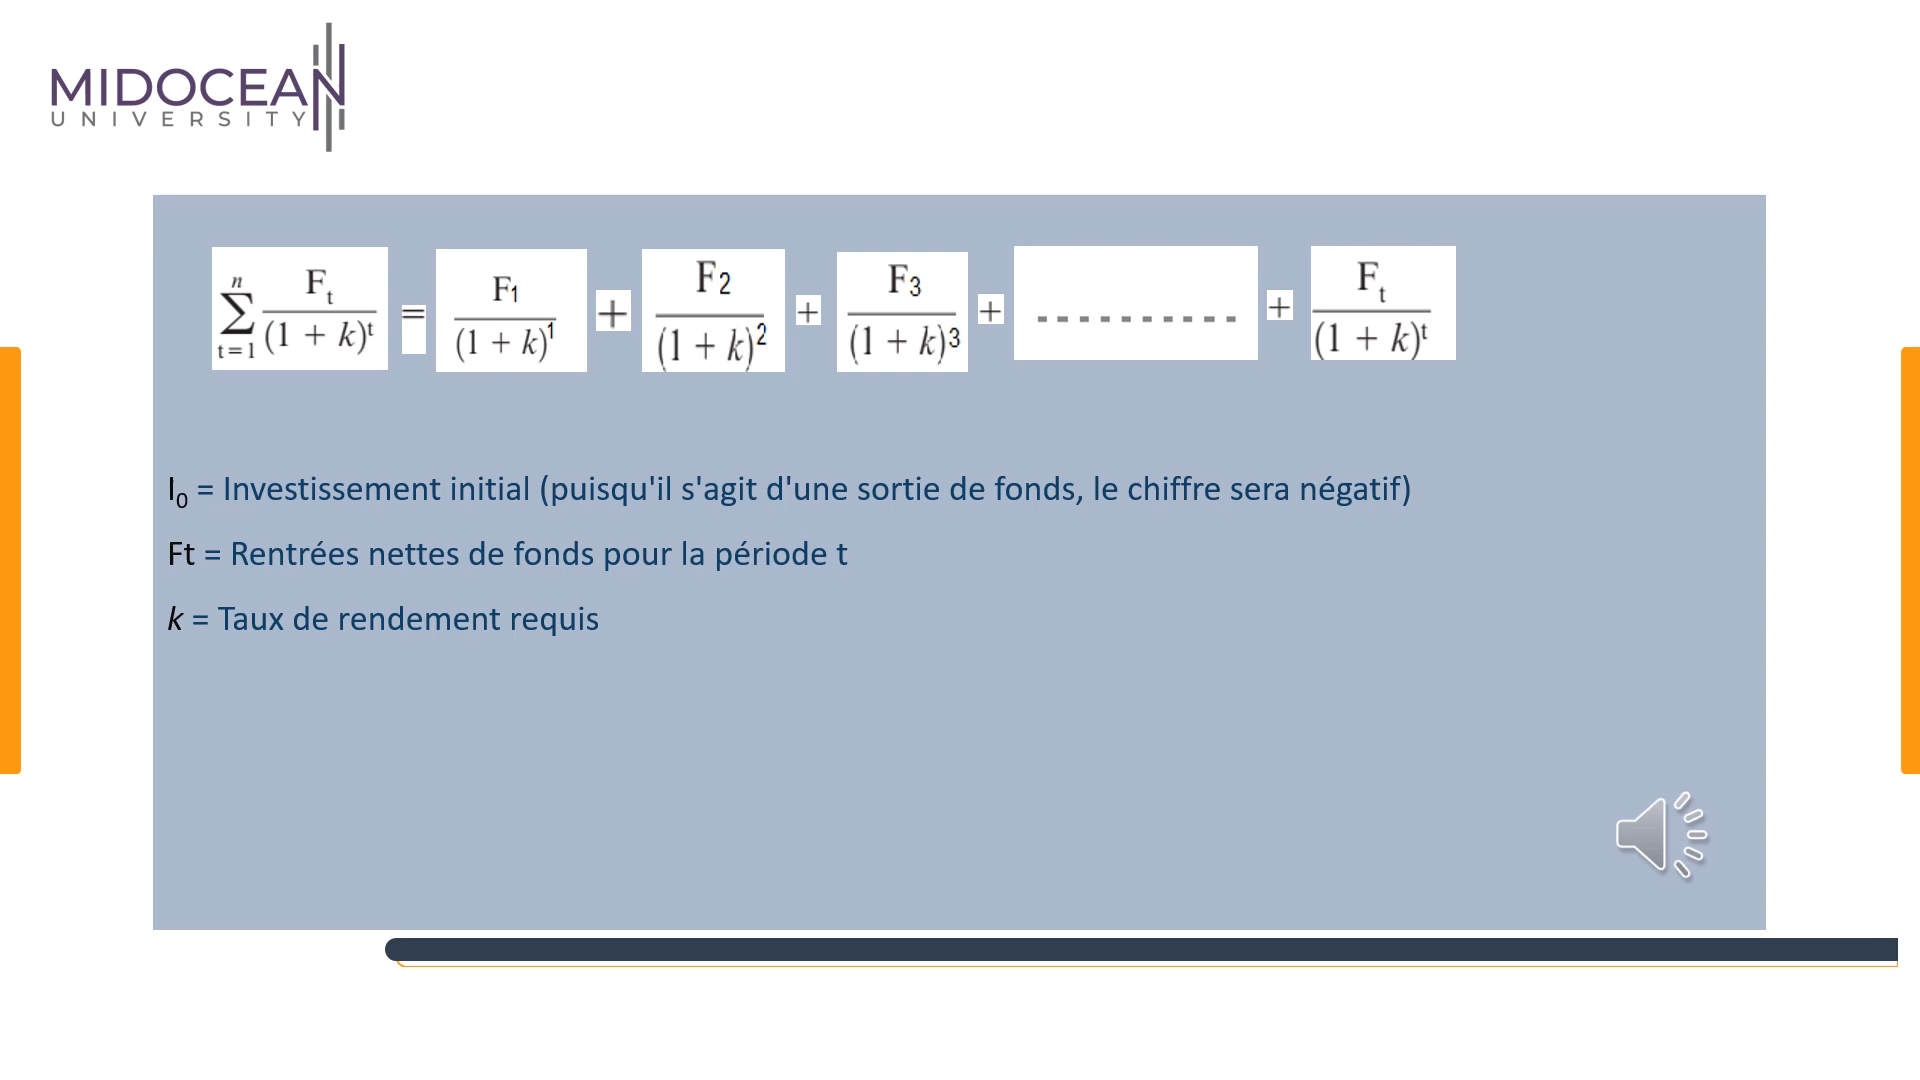 MIDOCEAN
UNIVERSITY
n ∑ t=1 F_t / (1 + k)^t = F1 / (1 + k)^1 + F2 / (1 + k)^2 + F3 / (1 + k)^3 + ---------- + F_t / (1 + k)^t
I0 = Investissement initial (puisqu'il s'agit d'une sortie de fonds, le chiffre sera négatif)
Ft = Rentrées nettes de fonds pour la période t
k = Taux de rendement requis